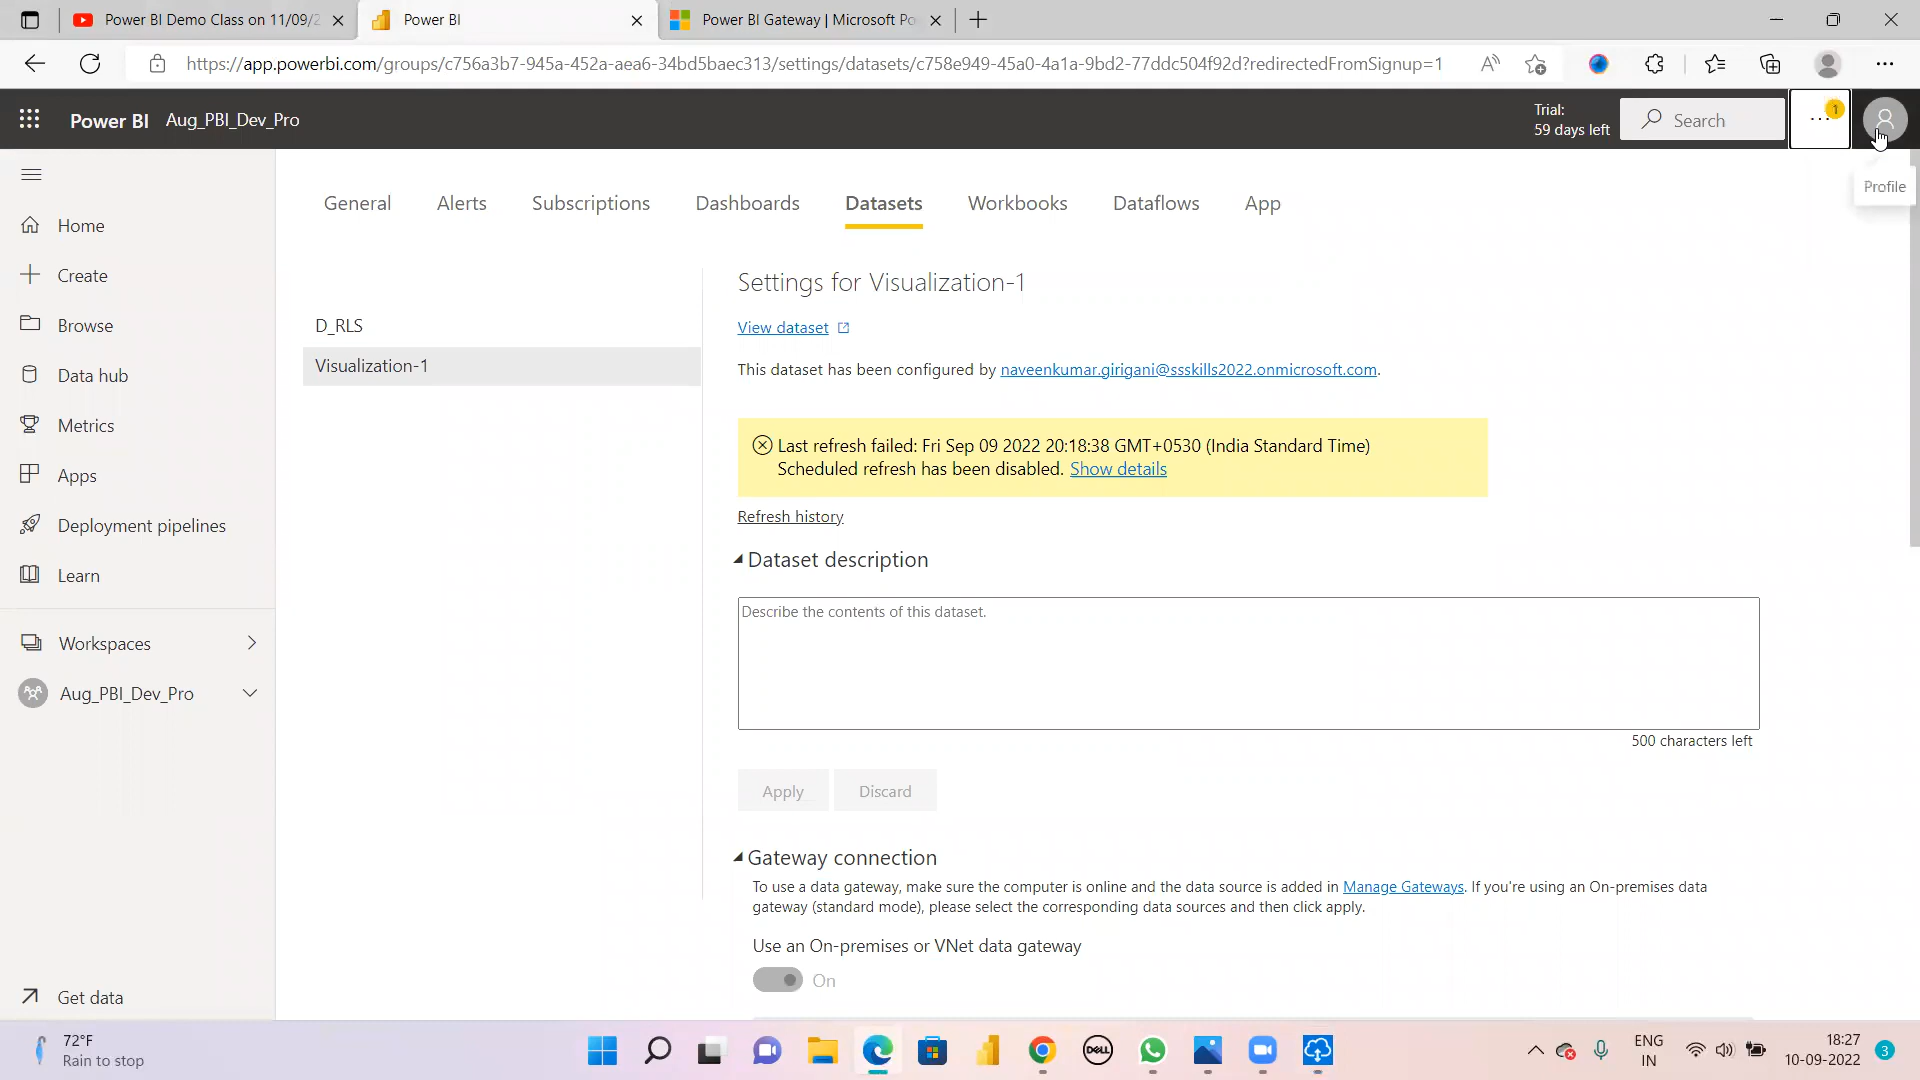 Power BI Demo Class on 11/09/2
Power BI
Power BI Gateway | Microsoft Po
https://app.powerbi.com/groups/c756a3b7-945a-452a-aea6-34bd5baec313/settings/datasets/c758e949-45a0-4a1a-9bd2-77ddc504f92d?redirectedFromSignup=1
Power BI Aug_PBI_Dev_Pro
Trial:
59 days left
Search
1
Profile
Home
Create
Browse
Data hub
Metrics
Apps
Deployment pipelines
Learn
Workspaces
Aug_PBI_Dev_Pro
Get data
General Alerts Subscriptions Dashboards Datasets Workbooks Dataflows App
D_RLS
Visualization-1
Settings for Visualization-1
View dataset
This dataset has been configured by naveenkumar.girigani@ssskills2022.onmicrosoft.com.
Last refresh failed: Fri Sep 09 2022 20:18:38 GMT+0530 (India Standard Time)
Scheduled refresh has been disabled. Show details
Refresh history
Dataset description
Describe the contents of this dataset.
500 characters left
Apply Discard
Gateway connection
To use a data gateway, make sure the computer is online and the data source is added in Manage Gateways. If you're using an On-premises data
gateway (standard mode), please select the corresponding data sources and then click apply.
Use an On-premises or VNet data gateway
On
72°F
Rain to stop
DELL
ENG
IN
18:27
10-09-2022
3